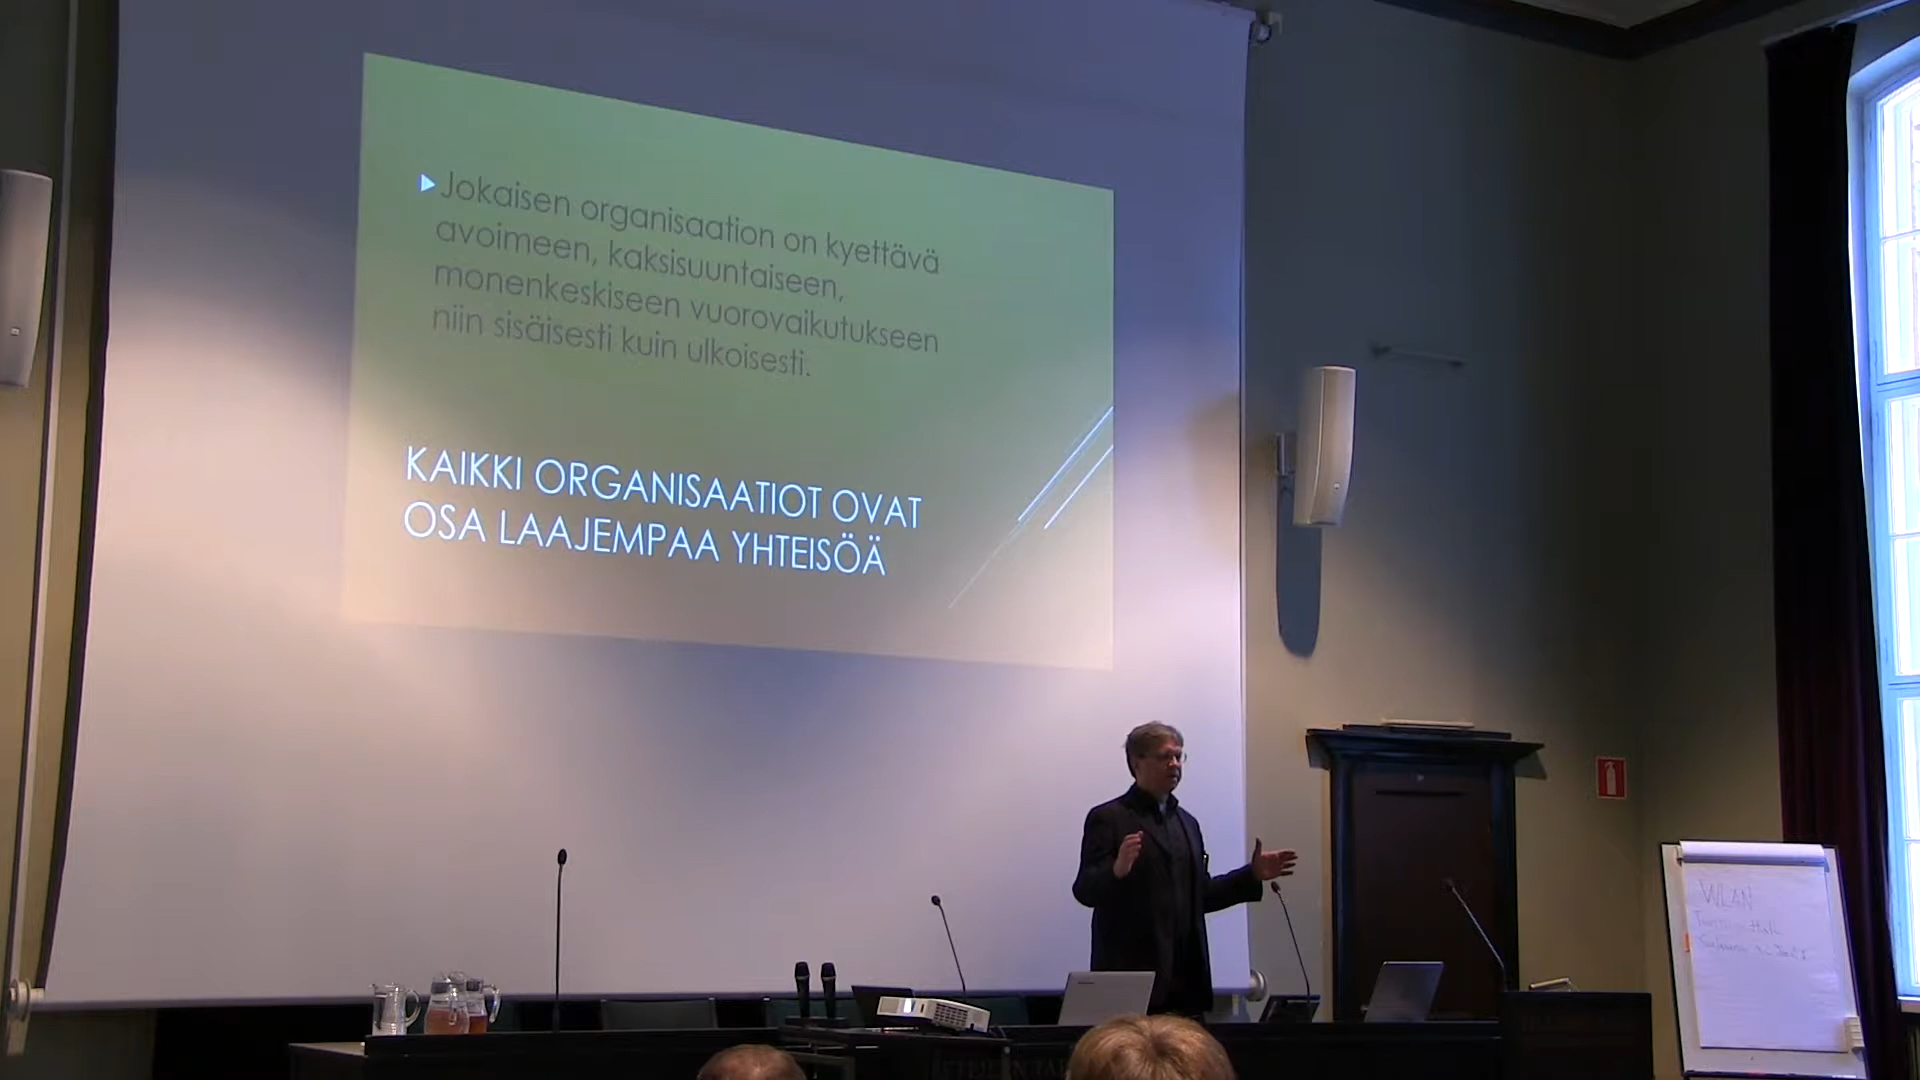 Jokaisen organisaation on kyettävä
avoimeen, kaksisuuntaiseen,
monenkeskiseen vuorovaikutukseen
niin sisäisesti kuin ulkoisesti.
KAIKKI ORGANISAATIOT OVAT
OSA LAAJEMPAA YHTEISÖÄ
WLAN